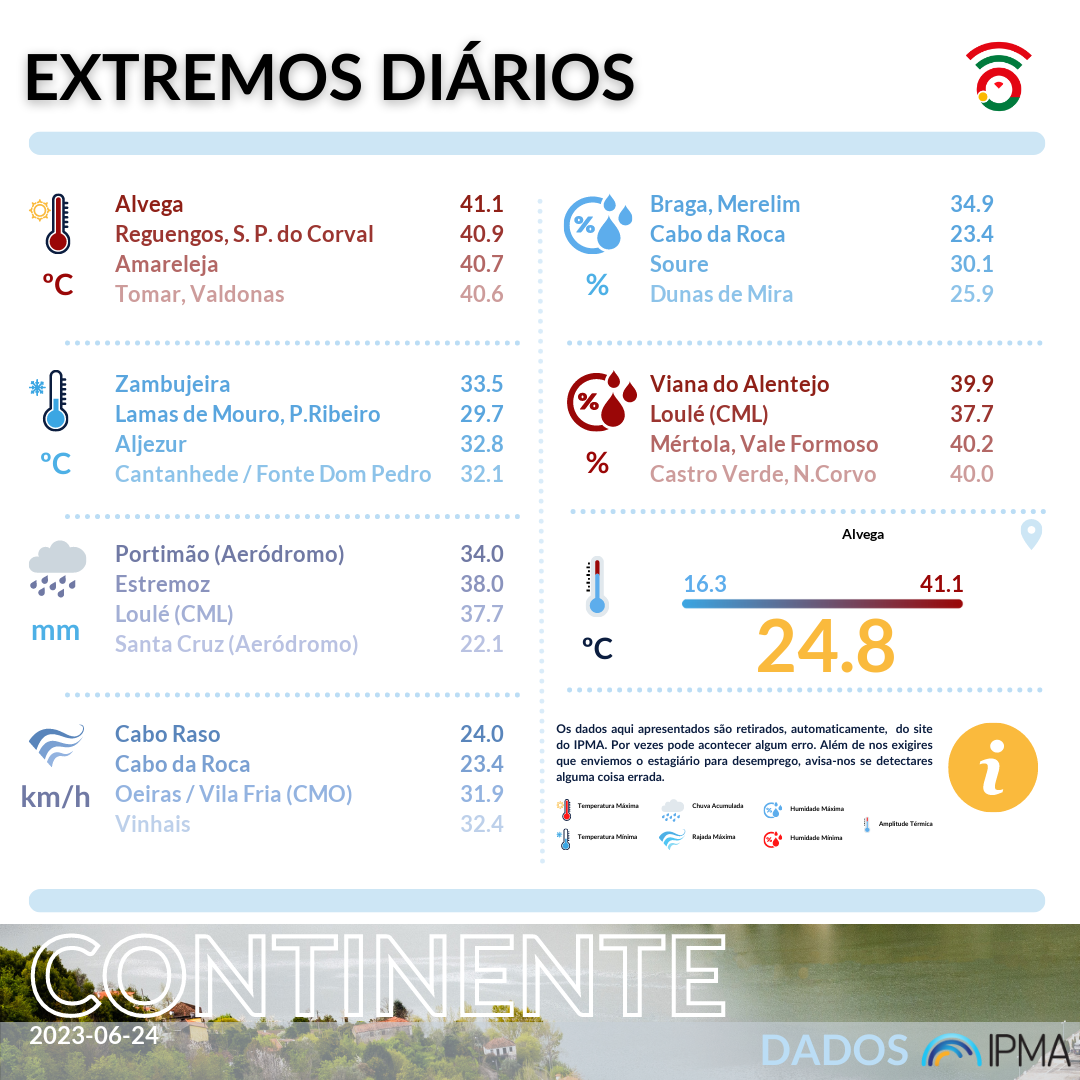 EXTREMOS DIÁRIOS
ºC
Alvega 41.1
Reguengos, S. P. do Corval 40.9
Amareleja 40.7
Tomar, Valdonas 40.6
ºC
Zambujeira 33.5
Lamas de Mouro, P.Ribeiro 29.7
Aljezur 32.8
Cantanhede / Fonte Dom Pedro 32.1
mm
Portimão (Aeródromo) 34.0
Estremoz 38.0
Loulé (CML) 37.7
Santa Cruz (Aeródromo) 22.1
km/h
Cabo Raso 24.0
Cabo da Roca 23.4
Oeiras / Vila Fria (CMO) 31.9
Vinhais 32.4
%
%
Braga, Merelim 34.9
Cabo da Roca 23.4
Soure 30.1
Dunas de Mira 25.9
%
%
Viana do Alentejo 39.9
Loulé (CML) 37.7
Mértola, Vale Formoso 40.2
Castro Verde, N.Corvo 40.0
Alvega
16.3 41.1
24.8
ºC
Os dados aqui apresentados são retirados, automaticamente, do site
do IPMA. Por vezes pode acontecer algum erro. Além de nos exigires
que enviemos o estagiário para desemprego, avisa-nos se detectares
alguma coisa errada.
i
Temperatura Máxima Chuva Acumulada Humidade Máxima
Amplitude Térmica
Temperatura Mínima Rajada Máxima Humidade Mínima
CONTINENTE
2023-06-24
DADOS IPMA